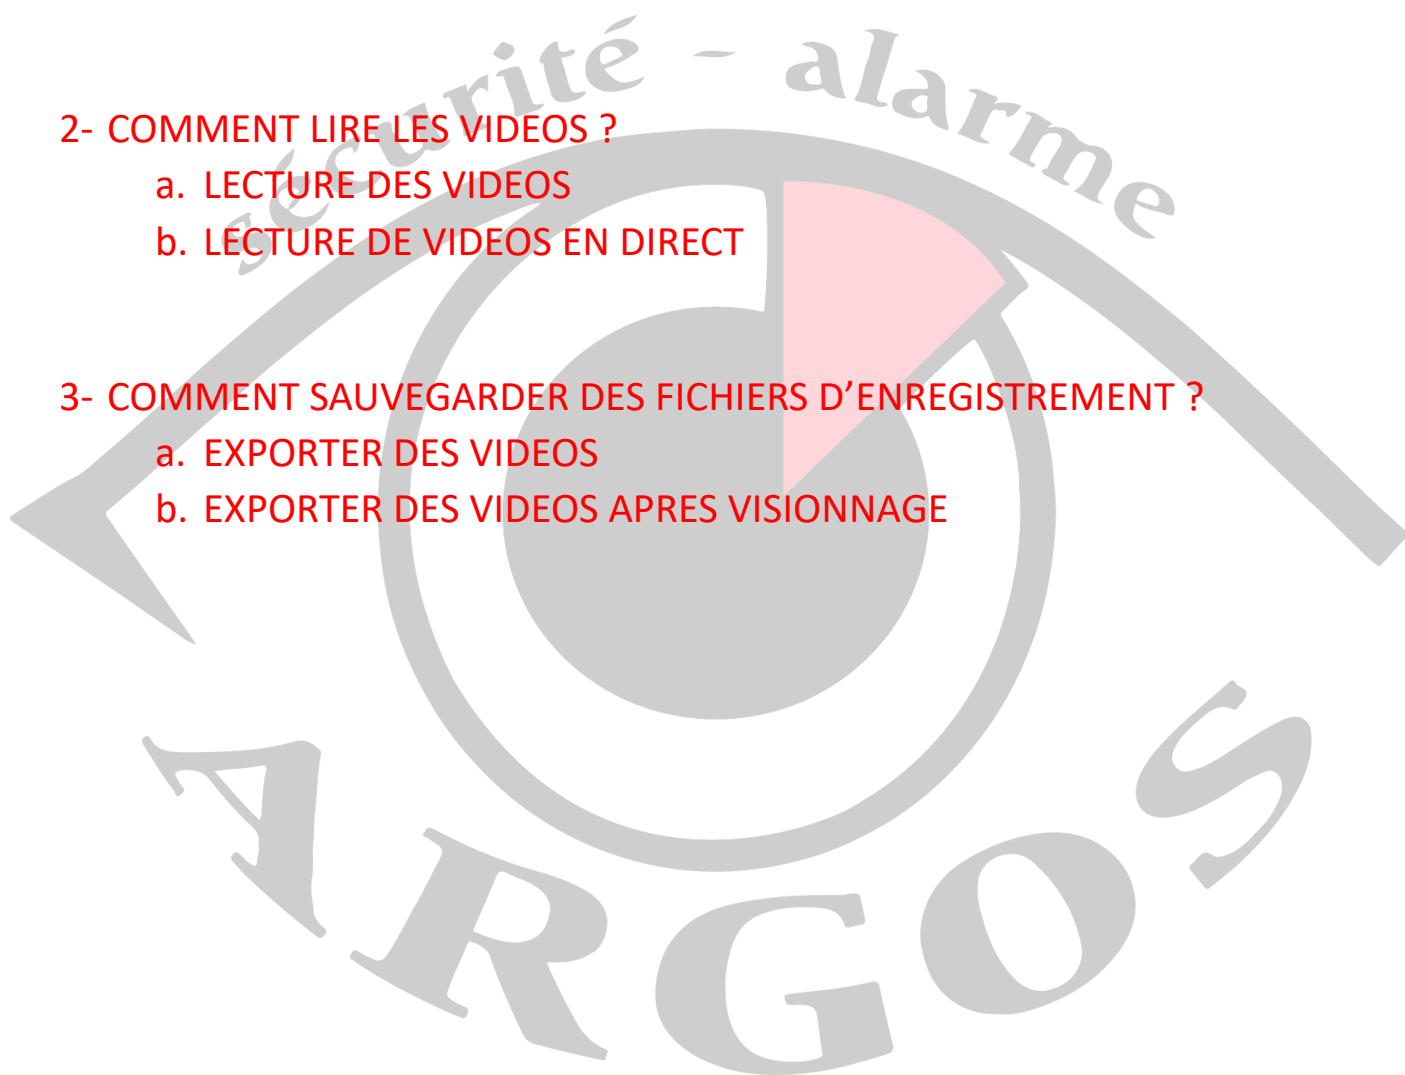 sécurité - alarme
2- COMMENT LIRE LES VIDEOS ?
a. LECTURE DES VIDEOS
b. LECTURE DE VIDEOS EN DIRECT
3- COMMENT SAUVEGARDER DES FICHIERS D’ENREGISTREMENT ?
a. EXPORTER DES VIDEOS
b. EXPORTER DES VIDEOS APRES VISIONNAGE
ARGOS